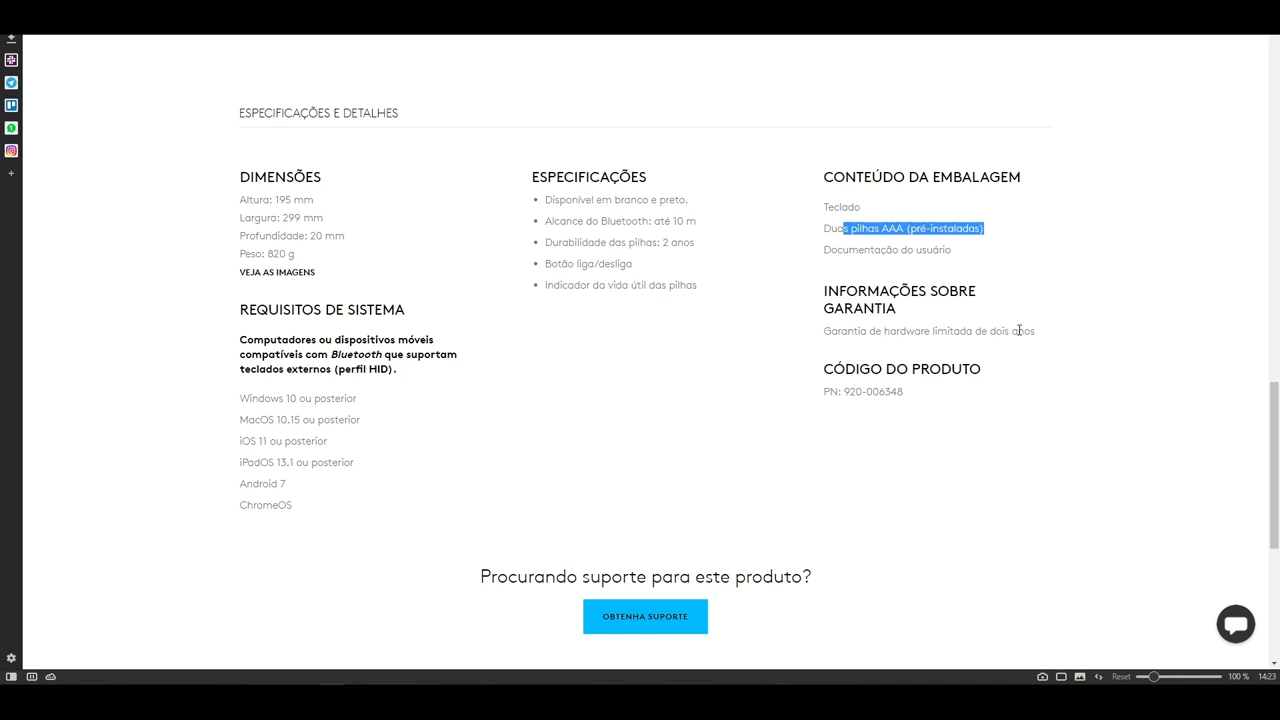 ESPECIFICAÇÕES E DETALHES
DIMENSÕES
Altura: 195 mm
Largura: 299 mm
Profundidade: 20 mm
Peso: 820 g
VEJA AS IMAGENS
REQUISITOS DE SISTEMA
Computadores ou dispositivos móveis
compatíveis com Bluetooth que suportam
teclados externos (perfil HID).
Windows 10 ou posterior
MacOS 10.15 ou posterior
iOS 11 ou posterior
iPadOS 13.1 ou posterior
Android 7
ChromeOS
ESPECIFICAÇÕES
• Disponível em branco e preto.
• Alcance do Bluetooth: até 10 m
• Durabilidade das pilhas: 2 anos
• Botão liga/desliga
• Indicador da vida útil das pilhas
CONTEÚDO DA EMBALAGEM
Teclado
Duas pilhas AAA (pré-instaladas)
Documentação do usuário
INFORMAÇÕES SOBRE
GARANTIA
Garantia de hardware limitada de dois anos
CÓDIGO DO PRODUTO
PN: 920-006348
Procurando suporte para este produto?
OBTENHA SUPORTE
Reset
100 %
14:23